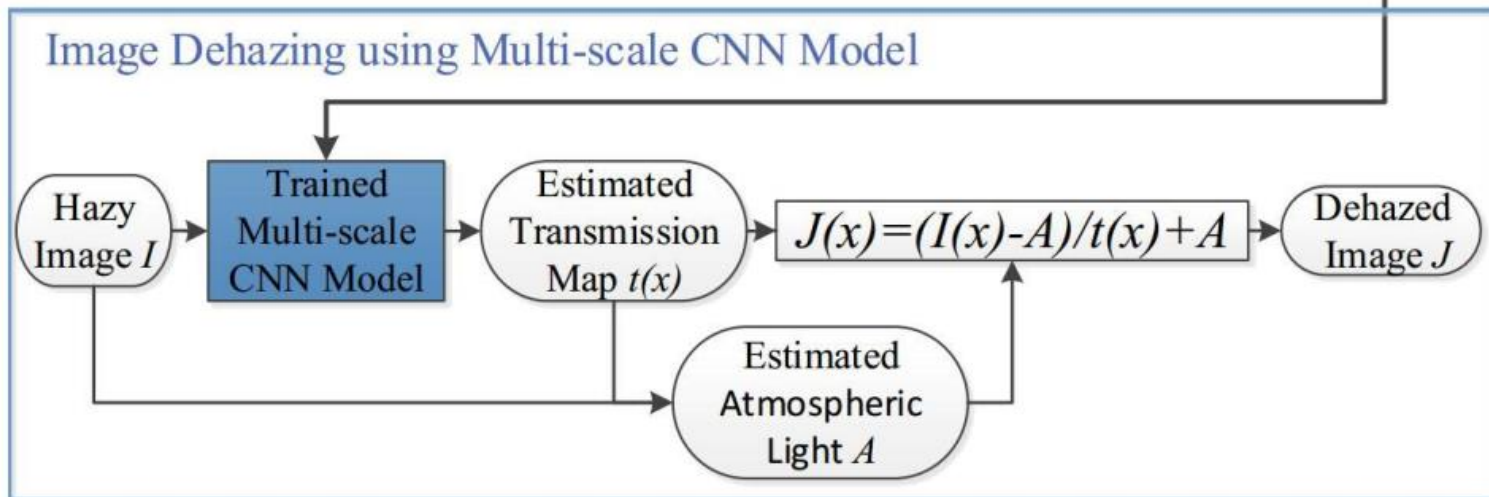 Image Dehazing using Multi-scale CNN Model
Hazy
Image I
Trained
Multi-scale
CNN Model
Estimated
Transmission
Map t(x)
J(x)=(I(x)-A)/t(x)+A
Dehazed
Image J
Estimated
Atmospheric
Light A